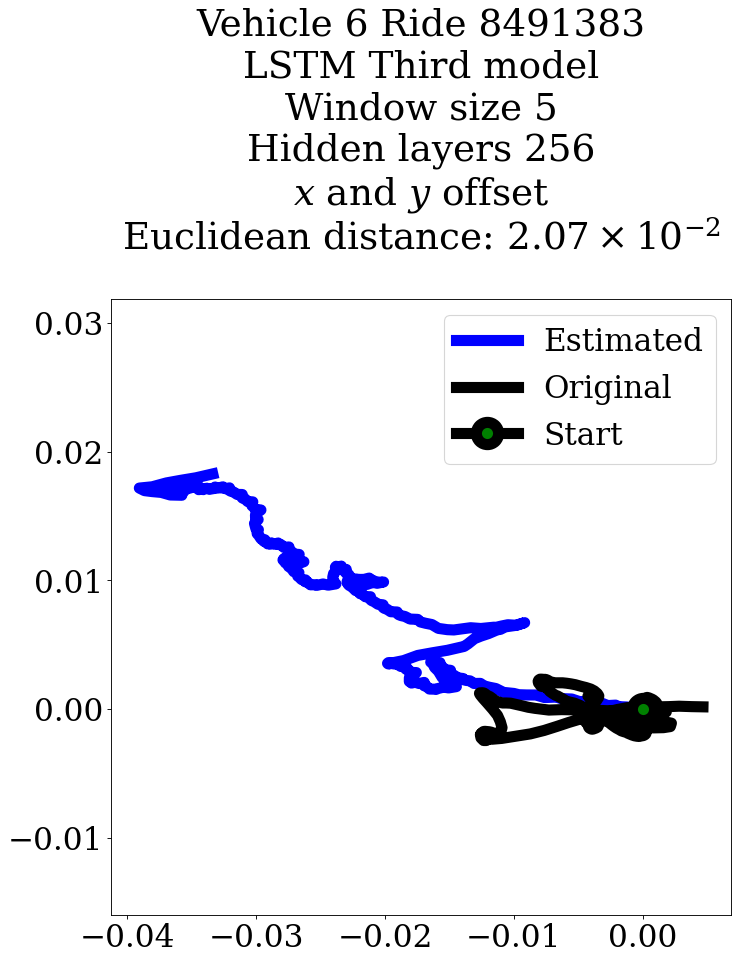 Vehicle 6 Ride 8491383
LSTM Third model
Window size 5
Hidden layers 256
x and y offset
Euclidean distance: 2.07 × 10⁻²
Estimated
Original
Start
0.03
0.02
0.01
0.00
−0.01
−0.04 −0.03 −0.02 −0.01 0.00